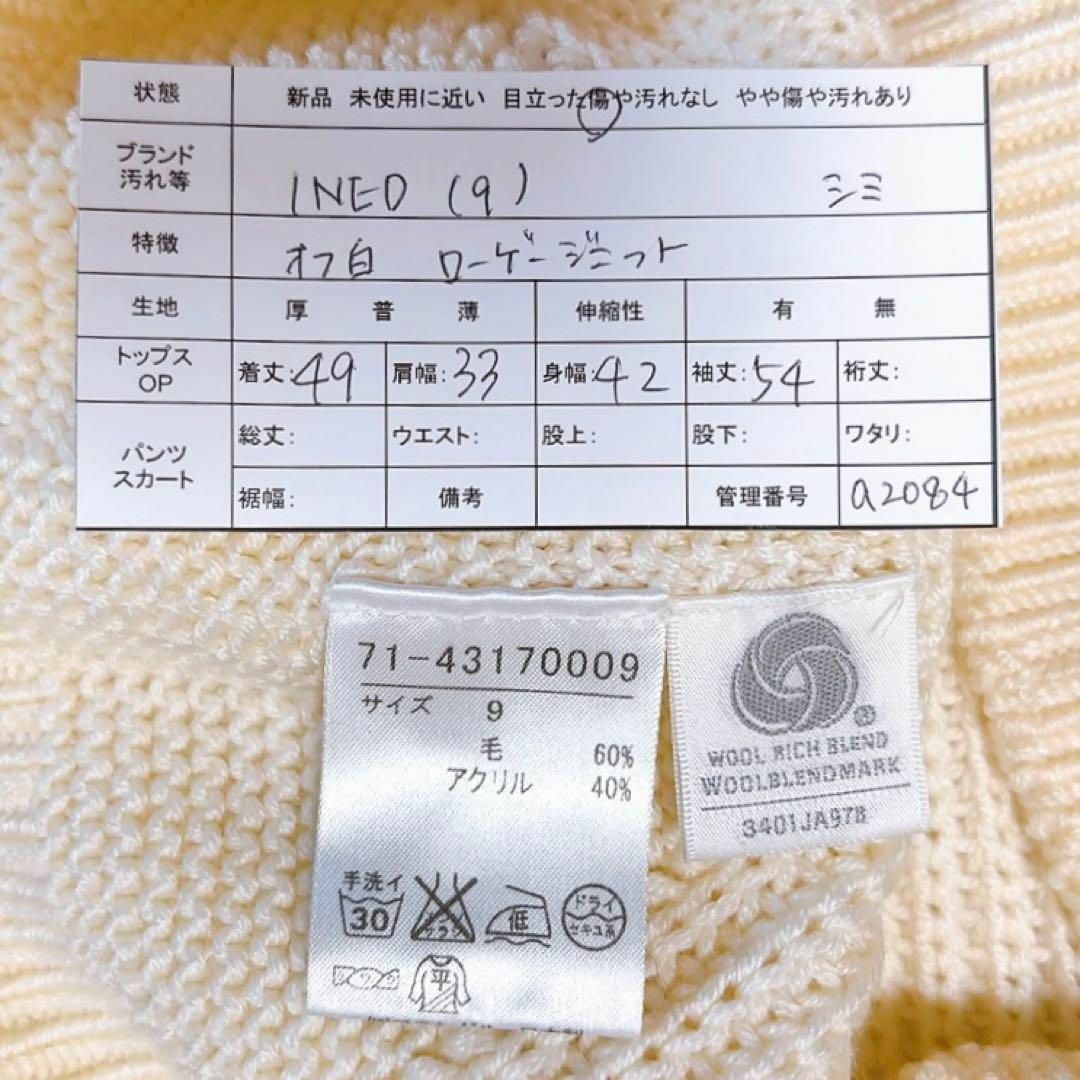 状態 新品 未使用に近い 目立った傷や汚れなし やや傷や汚れあり
ブランド
汚れ等
INED (9) シミ
特徴 オフ白 ローゲージニット
生地 厚 普 薄 伸縮性 有 無
トップス
OP
着丈:49 肩幅:33 身幅:42 袖丈:54 裄丈:
パンツ
スカート
総丈: ウエスト: 股上: 股下: ワタリ:
裾幅: 備考 管理番号 a2084
71-43170009
サイズ 9
毛 60%
アクリル 40%
手洗イ
30
エンソ
サラシ
低
ドライ
セキユ系
平
®
WOOL RICH BLEND
WOOLBLENDMARK
3401JA978